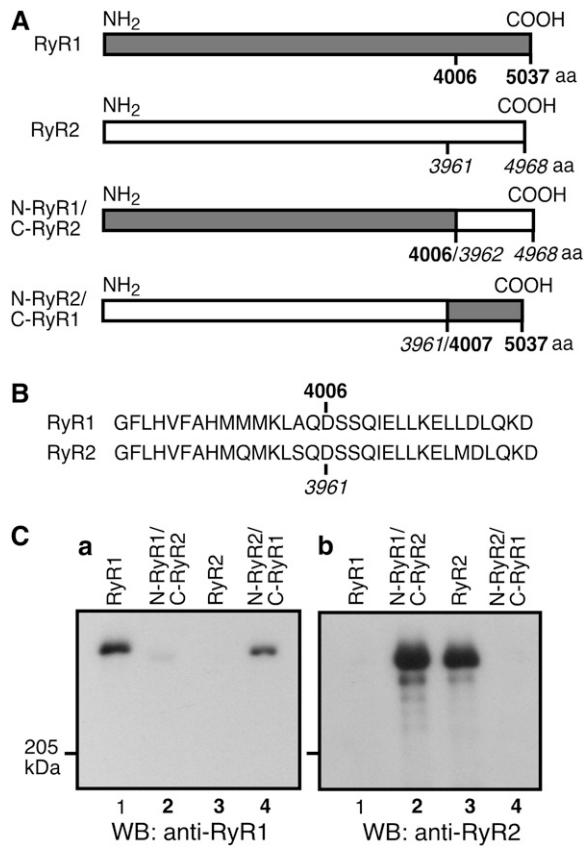 A
NH2 COOH
RyR1
4006 5037 aa
NH2 COOH
RyR2
3961 4968 aa
NH2 COOH
N-RyR1/
C-RyR2
4006/3962 4968 aa
NH2 COOH
N-RyR2/
C-RyR1
3961/4007 5037 aa
B
4006
RyR1 GFLHVFAHMMMKLAQDSSQIELLKELLDLQKD
RyR2 GFLHVFAHMQMKLSQDSSQIELLKELMDLQKD
3961
C
a
RyR1
N-RyR1/
C-RyR2
RyR2
N-RyR2/
C-RyR1
b
RyR1
N-RyR1/
C-RyR2
RyR2
N-RyR2/
C-RyR1
205
kDa
1 2 3 4
WB: anti-RyR1
1 2 3 4
WB: anti-RyR2